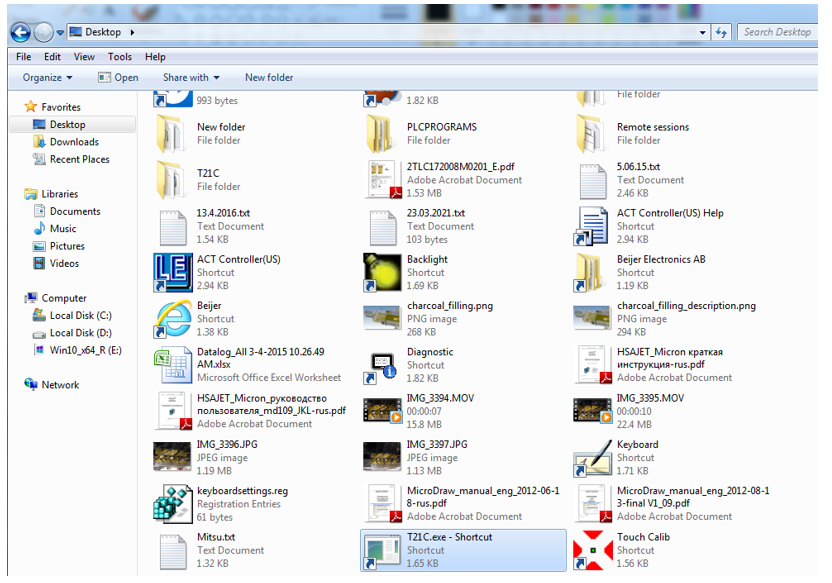 Desktop
Search Desktop
File Edit View Tools Help
Organize Open Share with New folder
Favorites
Desktop
Downloads
Recent Places
Libraries
Documents
Music
Pictures
Videos
Computer
Local Disk (C:)
Local Disk (D:)
Win10_x64_R (E:)
Network
993 bytes
1.82 KB
File folder
New folder
File folder
PLCPROGRAMS
File folder
Remote sessions
File folder
T21C
File folder
2TLC172008M0201_E.pdf
Adobe Acrobat Document
1.53 MB
5.06.15.txt
Text Document
2.46 KB
13.4.2016.txt
Text Document
1.54 KB
23.03.2021.txt
Text Document
103 bytes
ACT Controller(US) Help
Shortcut
2.94 KB
LE
ACT Controller(US)
Shortcut
2.94 KB
Backlight
Shortcut
1.69 KB
Beijer Electronics AB
Shortcut
1.19 KB
Beijer
Shortcut
1.38 KB
charcoal_filling.png
PNG image
268 KB
charcoal_filling_description.png
PNG image
294 KB
Datalog_All 3-4-2015 10.26.49
AM.xlsx
Microsoft Office Excel Worksheet
Diagnostic
Shortcut
1.82 KB
HSAJET_Micron краткая
инструкция-rus.pdf
Adobe Acrobat Document
HSAJET_Micron_руководство
пользователя_md109_JKL-rus.pdf
Adobe Acrobat Document
IMG_3394.MOV
00:00:07
15.8 MB
IMG_3395.MOV
00:00:10
22.4 MB
IMG_3396.JPG
JPEG image
1.19 MB
IMG_3397.JPG
JPEG image
1.13 MB
Keyboard
Shortcut
1.71 KB
keyboardsettings.reg
Registration Entries
61 bytes
MicroDraw_manual_eng_2012-06-1
8-rus.pdf
Adobe Acrobat Document
MicroDraw_manual_eng_2012-08-1
3-final V1_09.pdf
Adobe Acrobat Document
Mitsu.txt
Text Document
1.32 KB
T21C.exe - Shortcut
Shortcut
1.65 KB
Touch Calib
Shortcut
1.56 KB